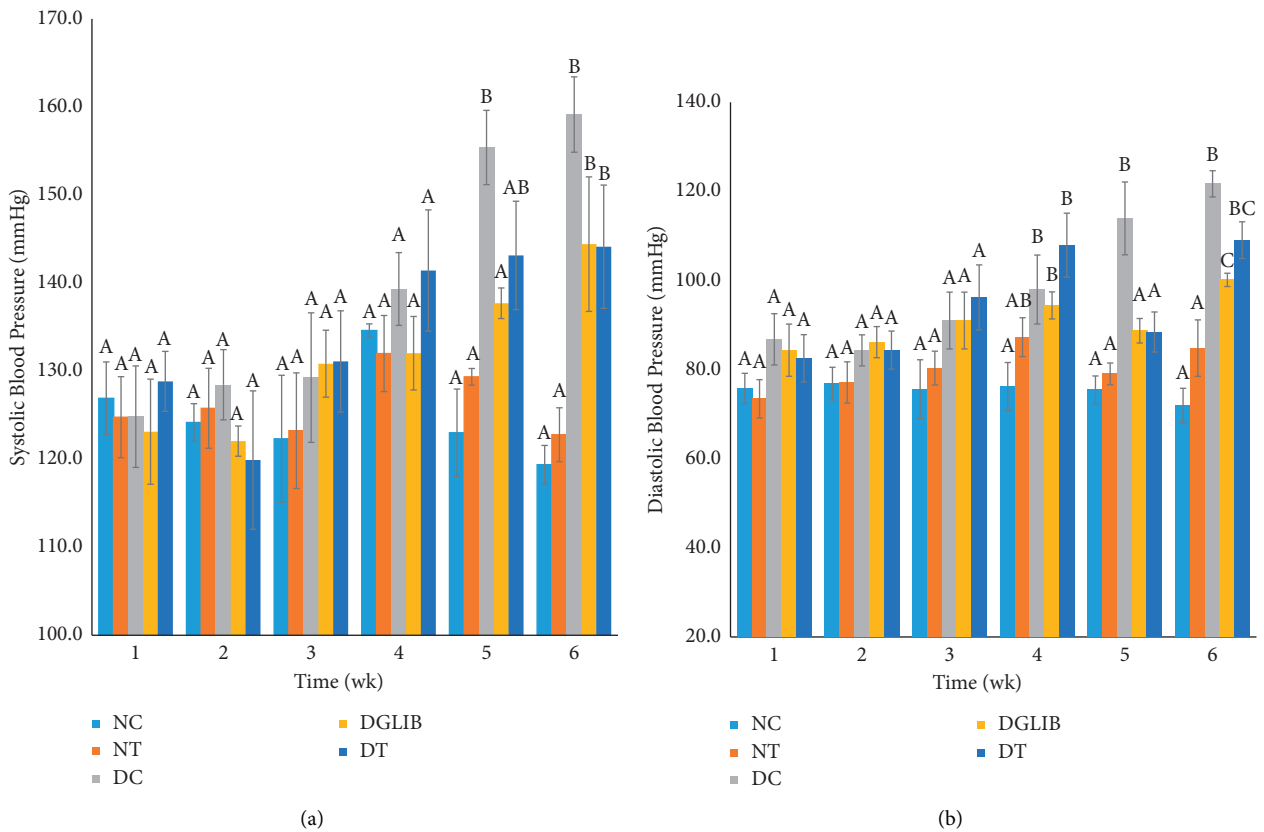 170.0
160.0
150.0
140.0
130.0
120.0
110.0
100.0
Systolic Blood Pressure (mmHg)
A A A A A
A A A A A
A A A A A
A A A A A
A A B A AB
A A B B B
1 2 3 4 5 6
Time (wk)
NC
NT
DC
DGLIB
DT
(a)
140.0
120.0
100.0
80.0
60.0
40.0
20.0
Diastolic Blood Pressure (mmHg)
A A A A A
A A A A A
A A A A A
A AB B B B
A A B A A
A A B C BC
1 2 3 4 5 6
Time (wk)
NC
NT
DC
DGLIB
DT
(b)